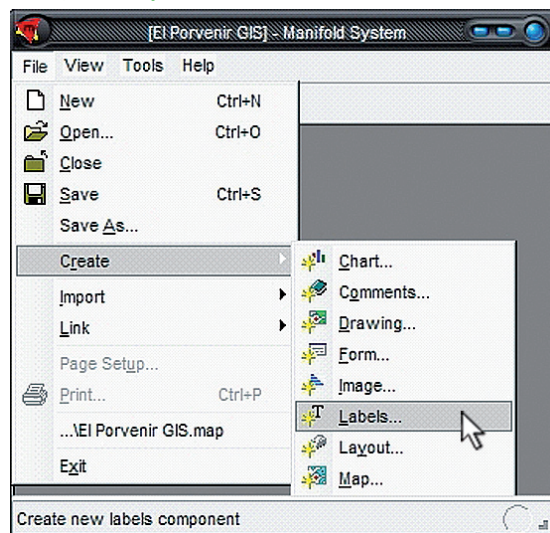 [El Porvenir GIS] - Manifold System
File View Tools Help
New Ctrl+N
Open... Ctrl+O
Close
Save Ctrl+S
Save As...
Create
Import
Link
Page Setup...
Print... Ctrl+P
...\El Porvenir GIS.map
Exit
Chart...
Comments...
Drawing...
Form...
Image...
Labels...
Layout...
Map...
Create new labels component